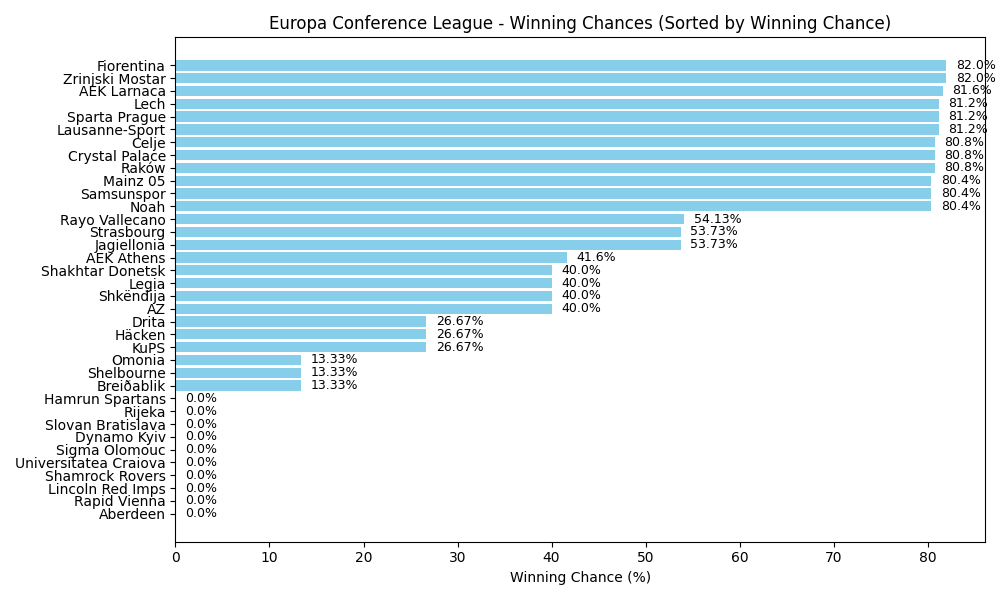 Europa Conference League - Winning Chances (Sorted by Winning Chance)
Fiorentina 82.0%
Zrinjski Mostar 82.0%
AEK Larnaca 81.6%
Lech 81.2%
Sparta Prague 81.2%
Lausanne-Sport 81.2%
Celje 80.8%
Crystal Palace 80.8%
Raków 80.8%
Mainz 05 80.4%
Samsunspor 80.4%
Noah 80.4%
Rayo Vallecano 54.13%
Strasbourg 53.73%
Jagiellonia 53.73%
AEK Athens 41.6%
Shakhtar Donetsk 40.0%
Legia 40.0%
Shkëndija 40.0%
AZ 40.0%
Drita 26.67%
Häcken 26.67%
KuPS 26.67%
Omonia 13.33%
Shelbourne 13.33%
Breiðablik 13.33%
Hamrun Spartans 0.0%
Rijeka 0.0%
Slovan Bratislava 0.0%
Dynamo Kyiv 0.0%
Sigma Olomouc 0.0%
Universitatea Craiova 0.0%
Shamrock Rovers 0.0%
Lincoln Red Imps 0.0%
Rapid Vienna 0.0%
Aberdeen 0.0%
0 10 20 30 40 50 60 70 80
Winning Chance (%)